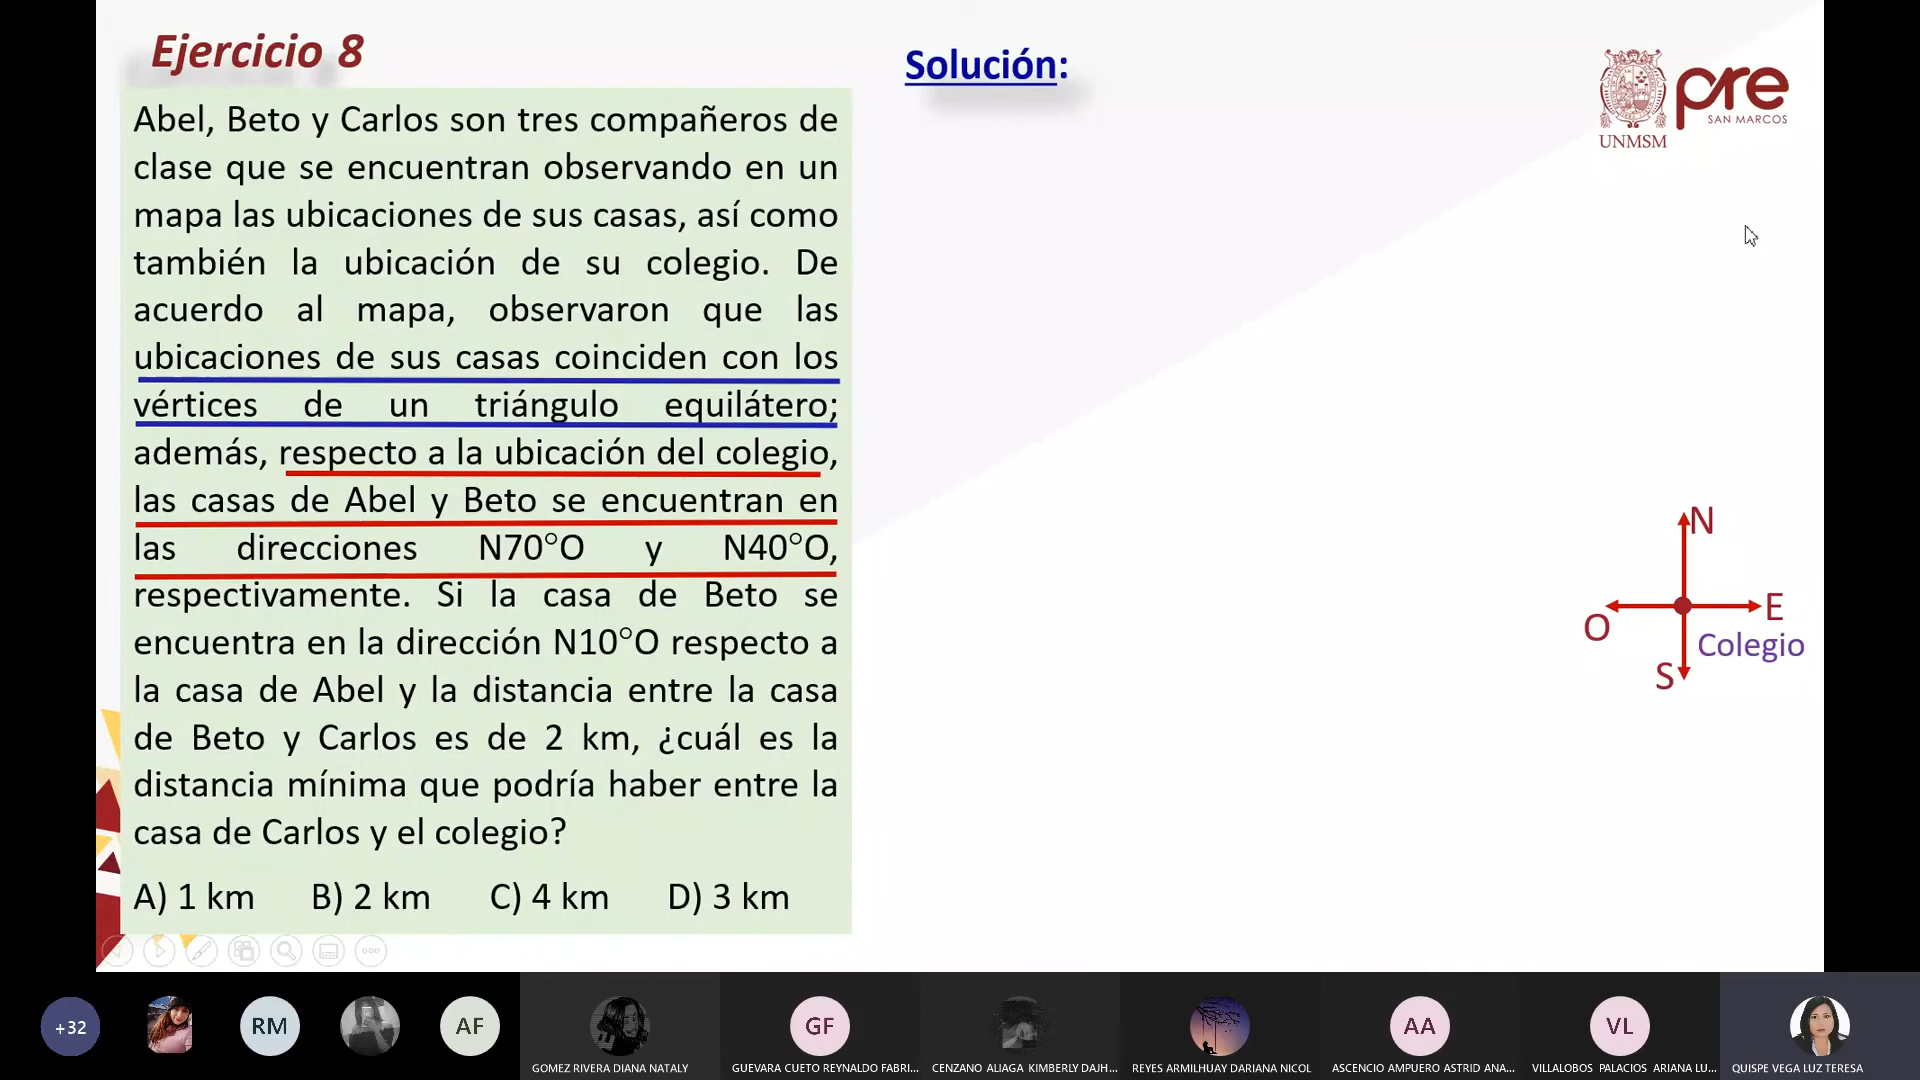 Ejercicio 8
Abel, Beto y Carlos son tres compañeros de
clase que se encuentran observando en un
mapa las ubicaciones de sus casas, así como
también la ubicación de su colegio. De
acuerdo al mapa, observaron que las
ubicaciones de sus casas coinciden con los
vértices de un triángulo equilátero;
además, respecto a la ubicación del colegio,
las casas de Abel y Beto se encuentran en
las direcciones N70°O y N40°O,
respectivamente. Si la casa de Beto se
encuentra en la dirección N10°O respecto a
la casa de Abel y la distancia entre la casa
de Beto y Carlos es de 2 km, ¿cuál es la
distancia mínima que podría haber entre la
casa de Carlos y el colegio?
A) 1 km B) 2 km C) 4 km D) 3 km
Solución:
UNMSM
pre
SAN MARCOS
N
E
O
Colegio
S
+32
RM
AF
GF
AA
VL
GOMEZ RIVERA DIANA NATALY
GUEVARA CUETO REYNALDO FABRI...
CENZANO ALIAGA KIMBERLY DAJH...
REYES ARMILHUAY DARIANA NICOL
ASCENCIO AMPUERO ASTRID ANA...
VILLALOBOS PALACIOS ARIANA LU...
QUISPE VEGA LUZ TERESA